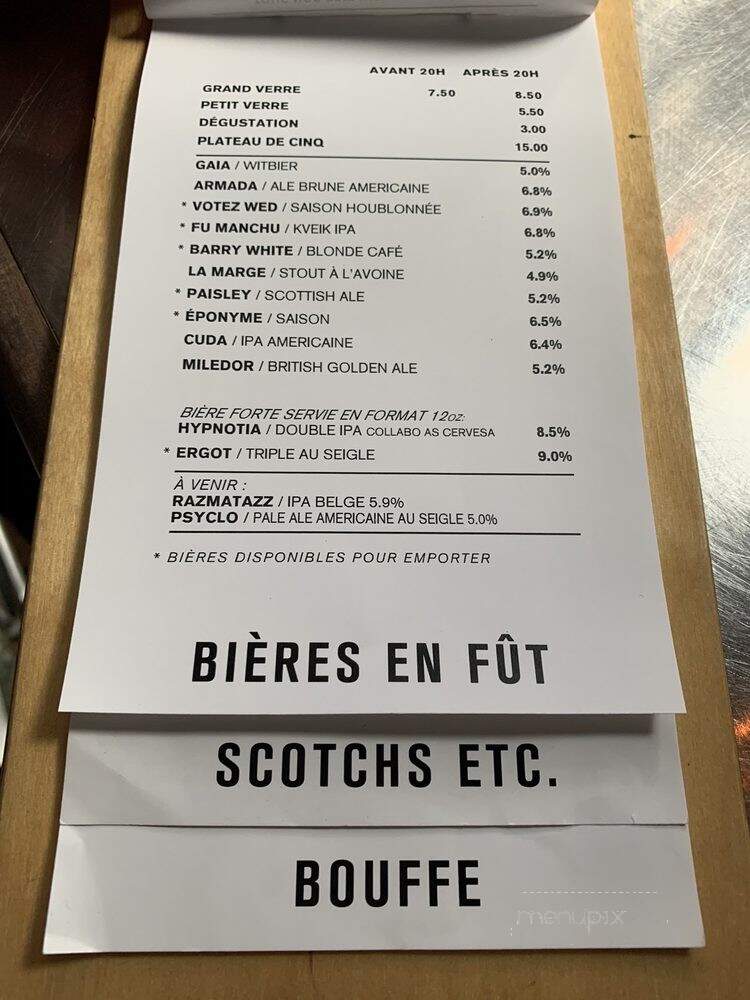 AVANT 20H APRÈS 20H
GRAND VERRE 7.50 8.50
PETIT VERRE 5.50
DÉGUSTATION 3.00
PLATEAU DE CINQ 15.00
GAIA / WITBIER 5.0%
ARMADA / ALE BRUNE AMERICAINE 6.8%
* VOTEZ WED / SAISON HOUBLONNÉE 6.9%
* FU MANCHU / KVEIK IPA 6.8%
* BARRY WHITE / BLONDE CAFÉ 5.2%
LA MARGE / STOUT À L'AVOINE 4.9%
* PAISLEY / SCOTTISH ALE 5.2%
* ÉPONYME / SAISON 6.5%
CUDA / IPA AMERICAINE 6.4%
MILEDOR / BRITISH GOLDEN ALE 5.2%
BIÈRE FORTE SERVIE EN FORMAT 12oz:
HYPNOTIA / DOUBLE IPA COLLABO AS CERVESA 8.5%
* ERGOT / TRIPLE AU SEIGLE 9.0%
À VENIR :
RAZMATAZZ / IPA BELGE 5.9%
PSYCLO / PALE ALE AMERICAINE AU SEIGLE 5.0%
* BIÈRES DISPONIBLES POUR EMPORTER
BIÈRES EN FÛT
SCOTCHS ETC.
BOUFFE
menupix